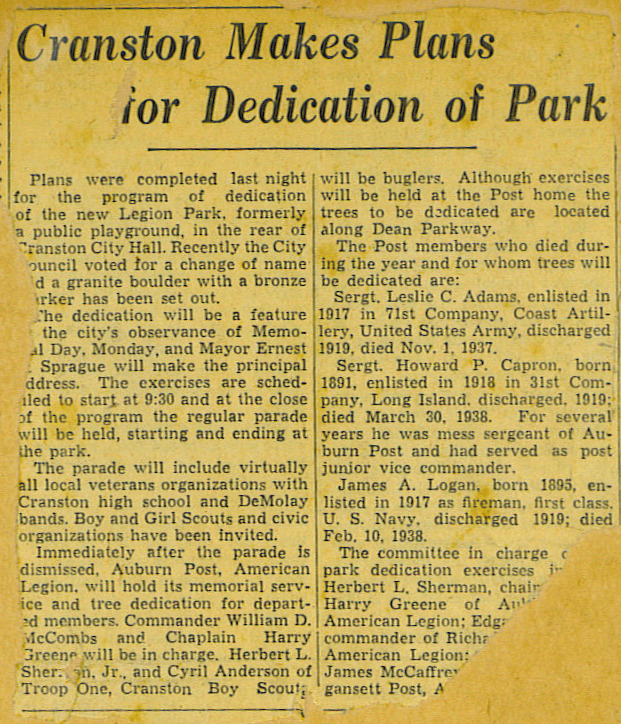 Cranston Makes Plans
for Dedication of Park
Plans were completed last night
for the program of dedication
of the new Legion Park, formerly
a public playground, in the rear of
Cranston City Hall. Recently the City
ouncil voted for a change of name
d a granite boulder with a bronze
rker has been set out.
The dedication will be a feature
the city's observance of Memo-
al Day, Monday, and Mayor Ernest
. Sprague will make the principal
address. The exercises are sched-
uled to start at 9:30 and at the close
of the program the regular parade
will be held, starting and ending at
the park.
The parade will include virtually
all local veterans organizations with
Cranston high school and DeMolay
bands. Boy and Girl Scouts and civic
organizations have been invited.
Immediately after the parade is
dismissed, Auburn Post, American
Legion, will hold its memorial serv-
ice and tree dedication for depart-
ed members. Commander William D.
McCombs and Chaplain Harry
Greene will be in charge. Herbert L.
Sherman, Jr., and Cyril Anderson of
Troop One, Cranston Boy Scouts,
will be buglers. Although exercises
will be held at the Post home the
trees to be dedicated are located
along Dean Parkway.
The Post members who died dur-
ing the year and for whom trees will
be dedicated are:
Sergt. Leslie C. Adams, enlisted in
1917 in 71st Company, Coast Artil-
lery, United States Army, discharged
1919, died Nov. 1, 1937.
Sergt. Howard P. Capron, born
1891, enlisted in 1918 in 31st Com-
pany, Long Island, discharged, 1919;
died March 30, 1938. For several
years he was mess sergeant of Au-
burn Post and had served as post
junior vice commander.
James A. Logan, born 1895, en-
listed in 1917 as fireman, first class,
U. S. Navy, discharged 1919; died
Feb. 10, 1938.
The committee in charge
park dedication exercises
Herbert L. Sherman,
Harry Greene of
American Legion;
commander of
American Legion;
James
gansett Post,